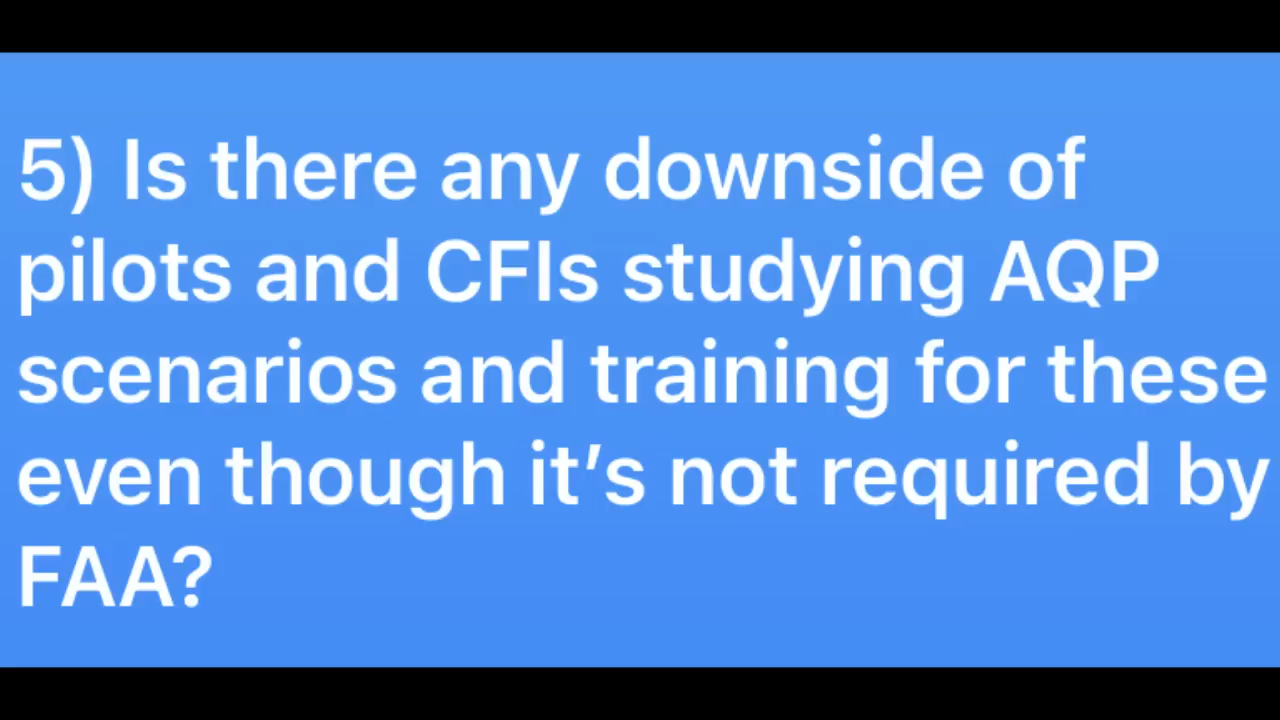 5) Is there any downside of
pilots and CFIs studying AQP
scenarios and training for these
even though it’s not required by
FAA?